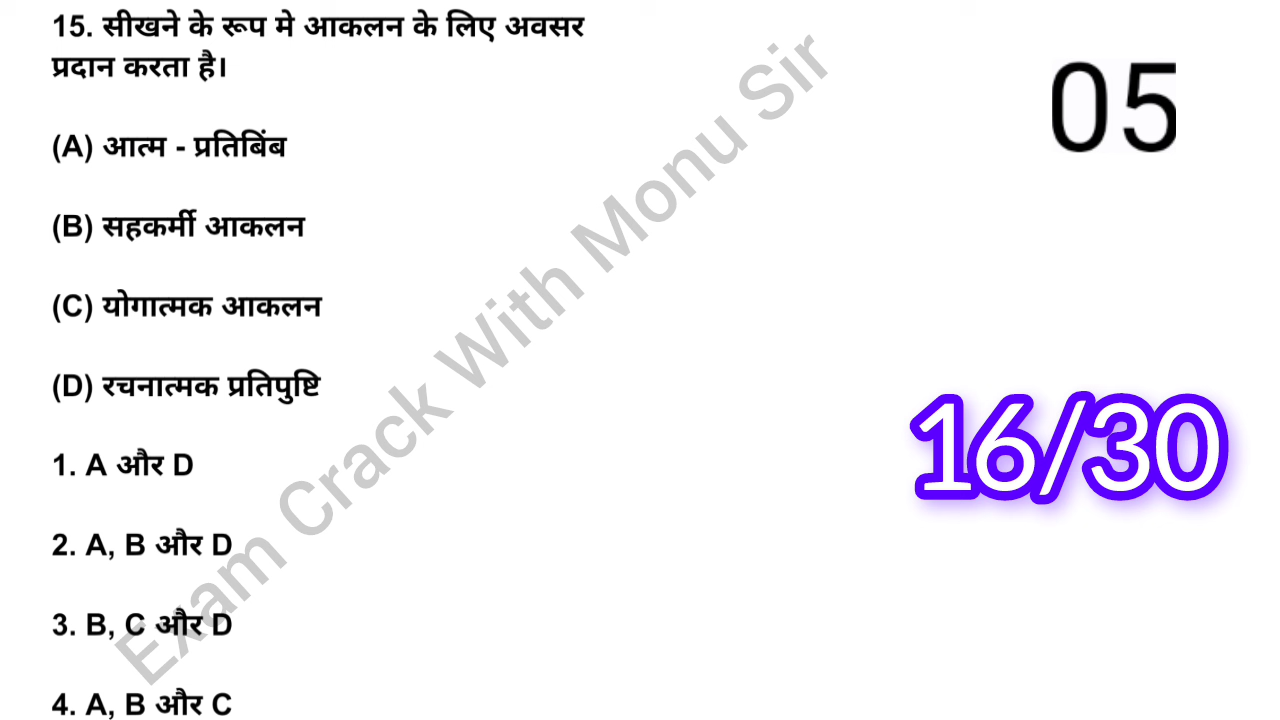 15. सीखने के रूप मे आकलन के लिए अवसर
प्रदान करता है।
(A) आत्म - प्रतिबिंब
(B) सहकर्मी आकलन
(C) योगात्मक आकलन
(D) रचनात्मक प्रतिपुष्टि
1. A और D
2. A, B और D
3. B, C और D
4. A, B और C
05
16/30
Exam Crack With Monu Sir